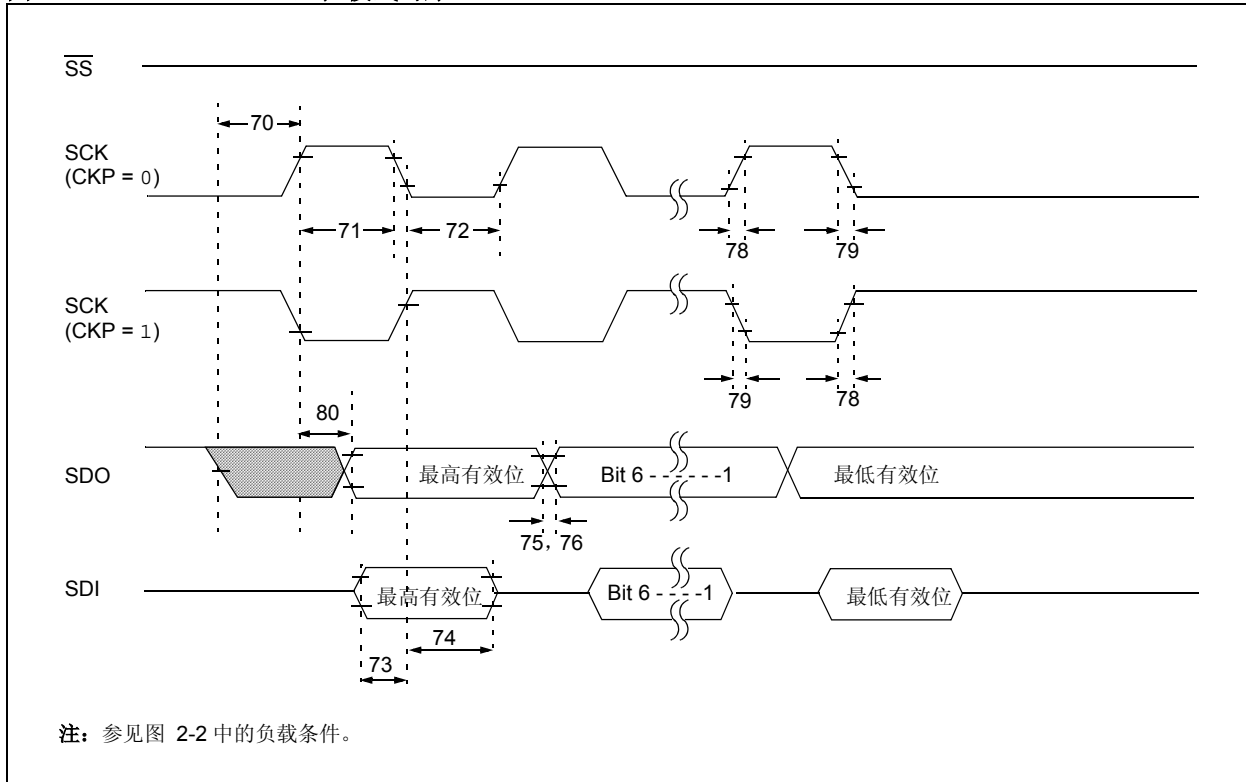 SS
70
SCK
(CKP = 0)
71
72
78
79
SCK
(CKP = 1)
79
78
80
SDO
最高有效位
Bit 6 - - - - - -1
最低有效位
75，76
SDI
最高有效位
Bit 6 - - - - -1
最低有效位
74
73
注：参见图 2-2 中的负载条件。